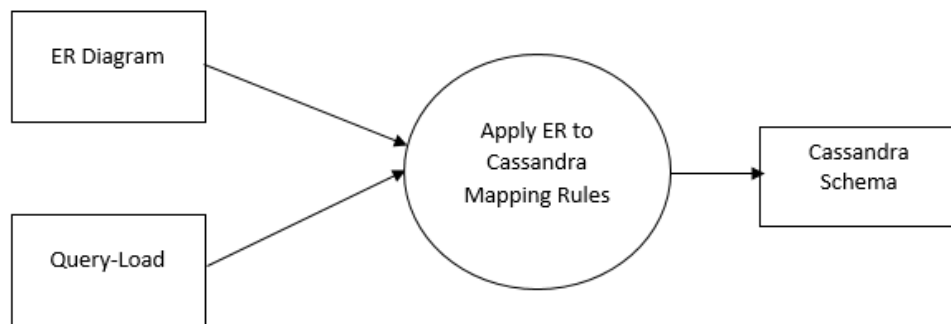 ER Diagram
Query-Load
Apply ER to
Cassandra
Mapping Rules
Cassandra
Schema